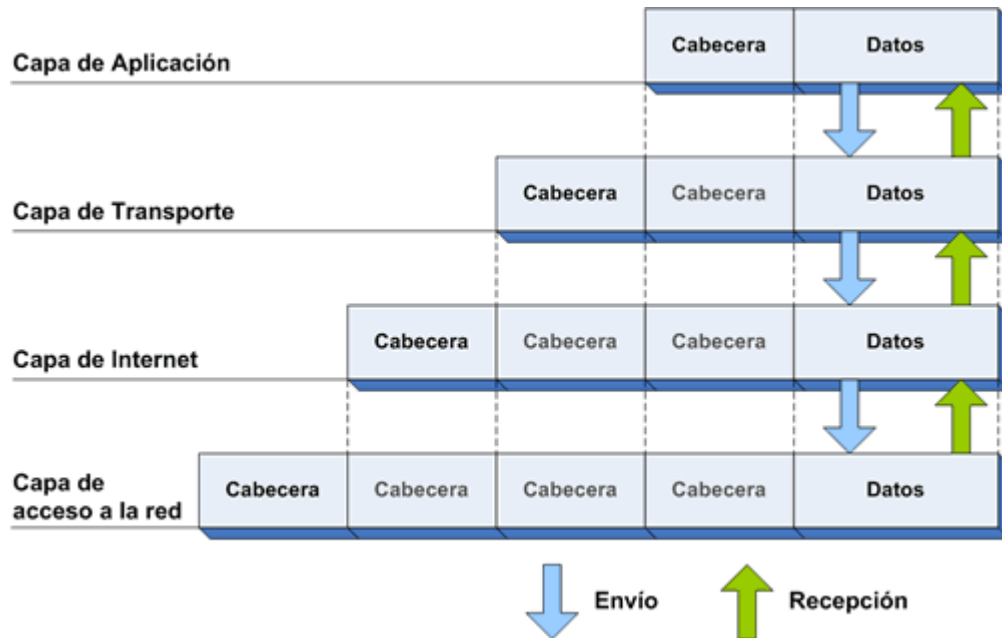 Cabecera Datos
Capa de Aplicación
Cabecera Cabecera Datos
Capa de Transporte
Cabecera Cabecera Cabecera Datos
Capa de Internet
Capa de
acceso a la red
Cabecera Cabecera Cabecera Cabecera Datos
Envío Recepción